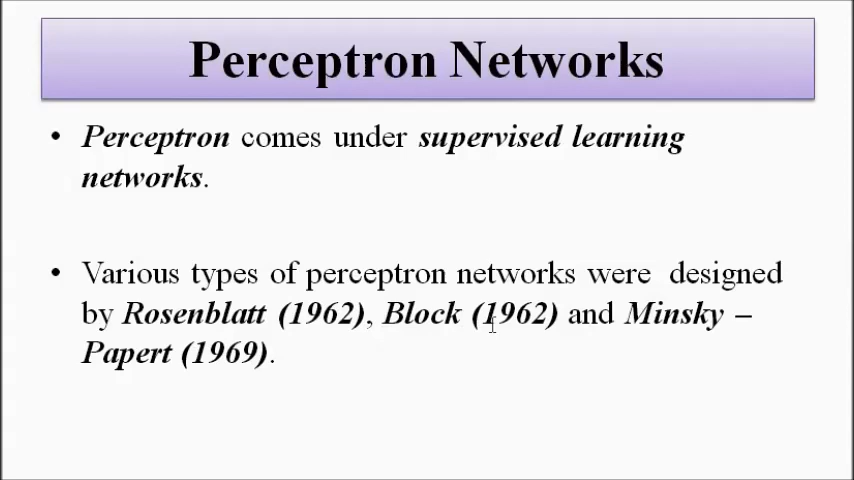 Perceptron Networks
• Perceptron comes under supervised learning
networks.
• Various types of perceptron networks were designed
by Rosenblatt (1962), Block (1962) and Minsky –
Papert (1969).